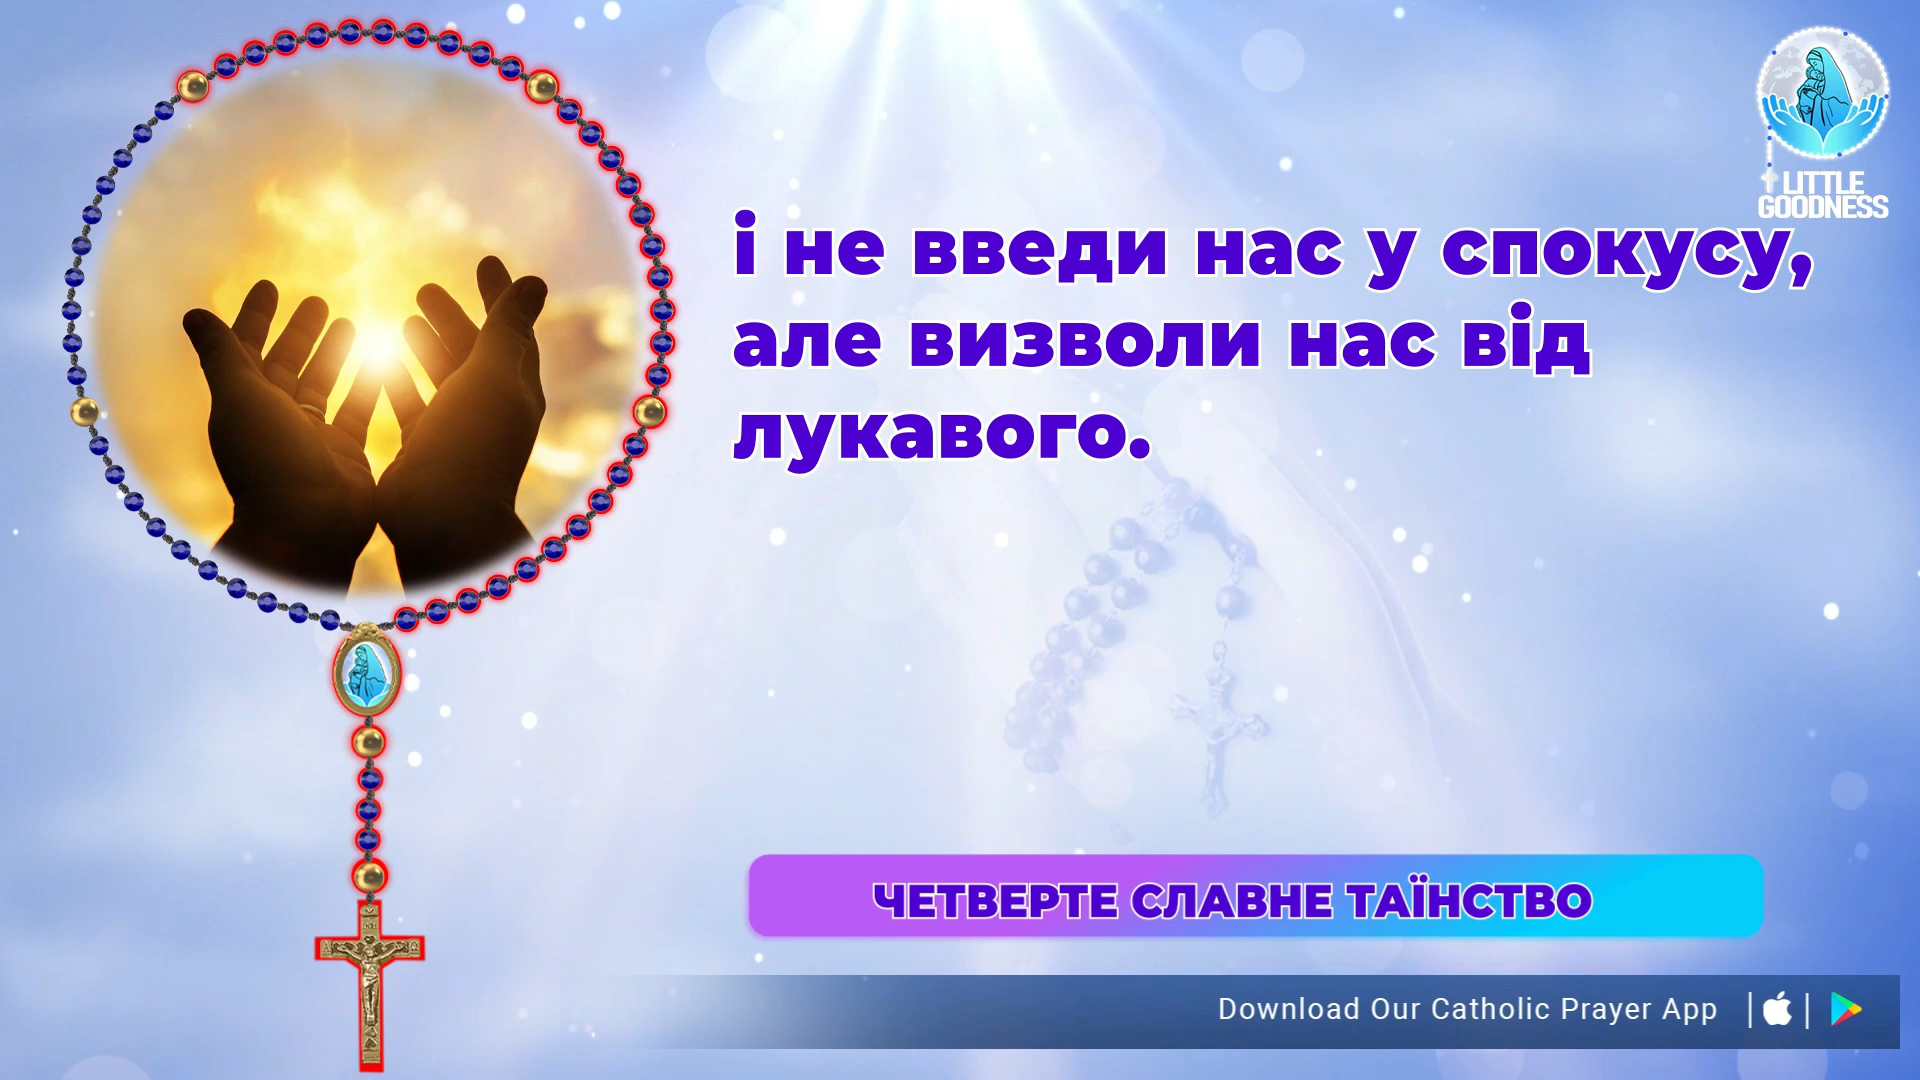 LITTLE
GOODNESS
і не введи нас у спокусу,
але визволи нас від
лукавого.
ЧЕТВЕРТЕ СЛАВНЕ ТАЇНСТВО
Download Our Catholic Prayer App